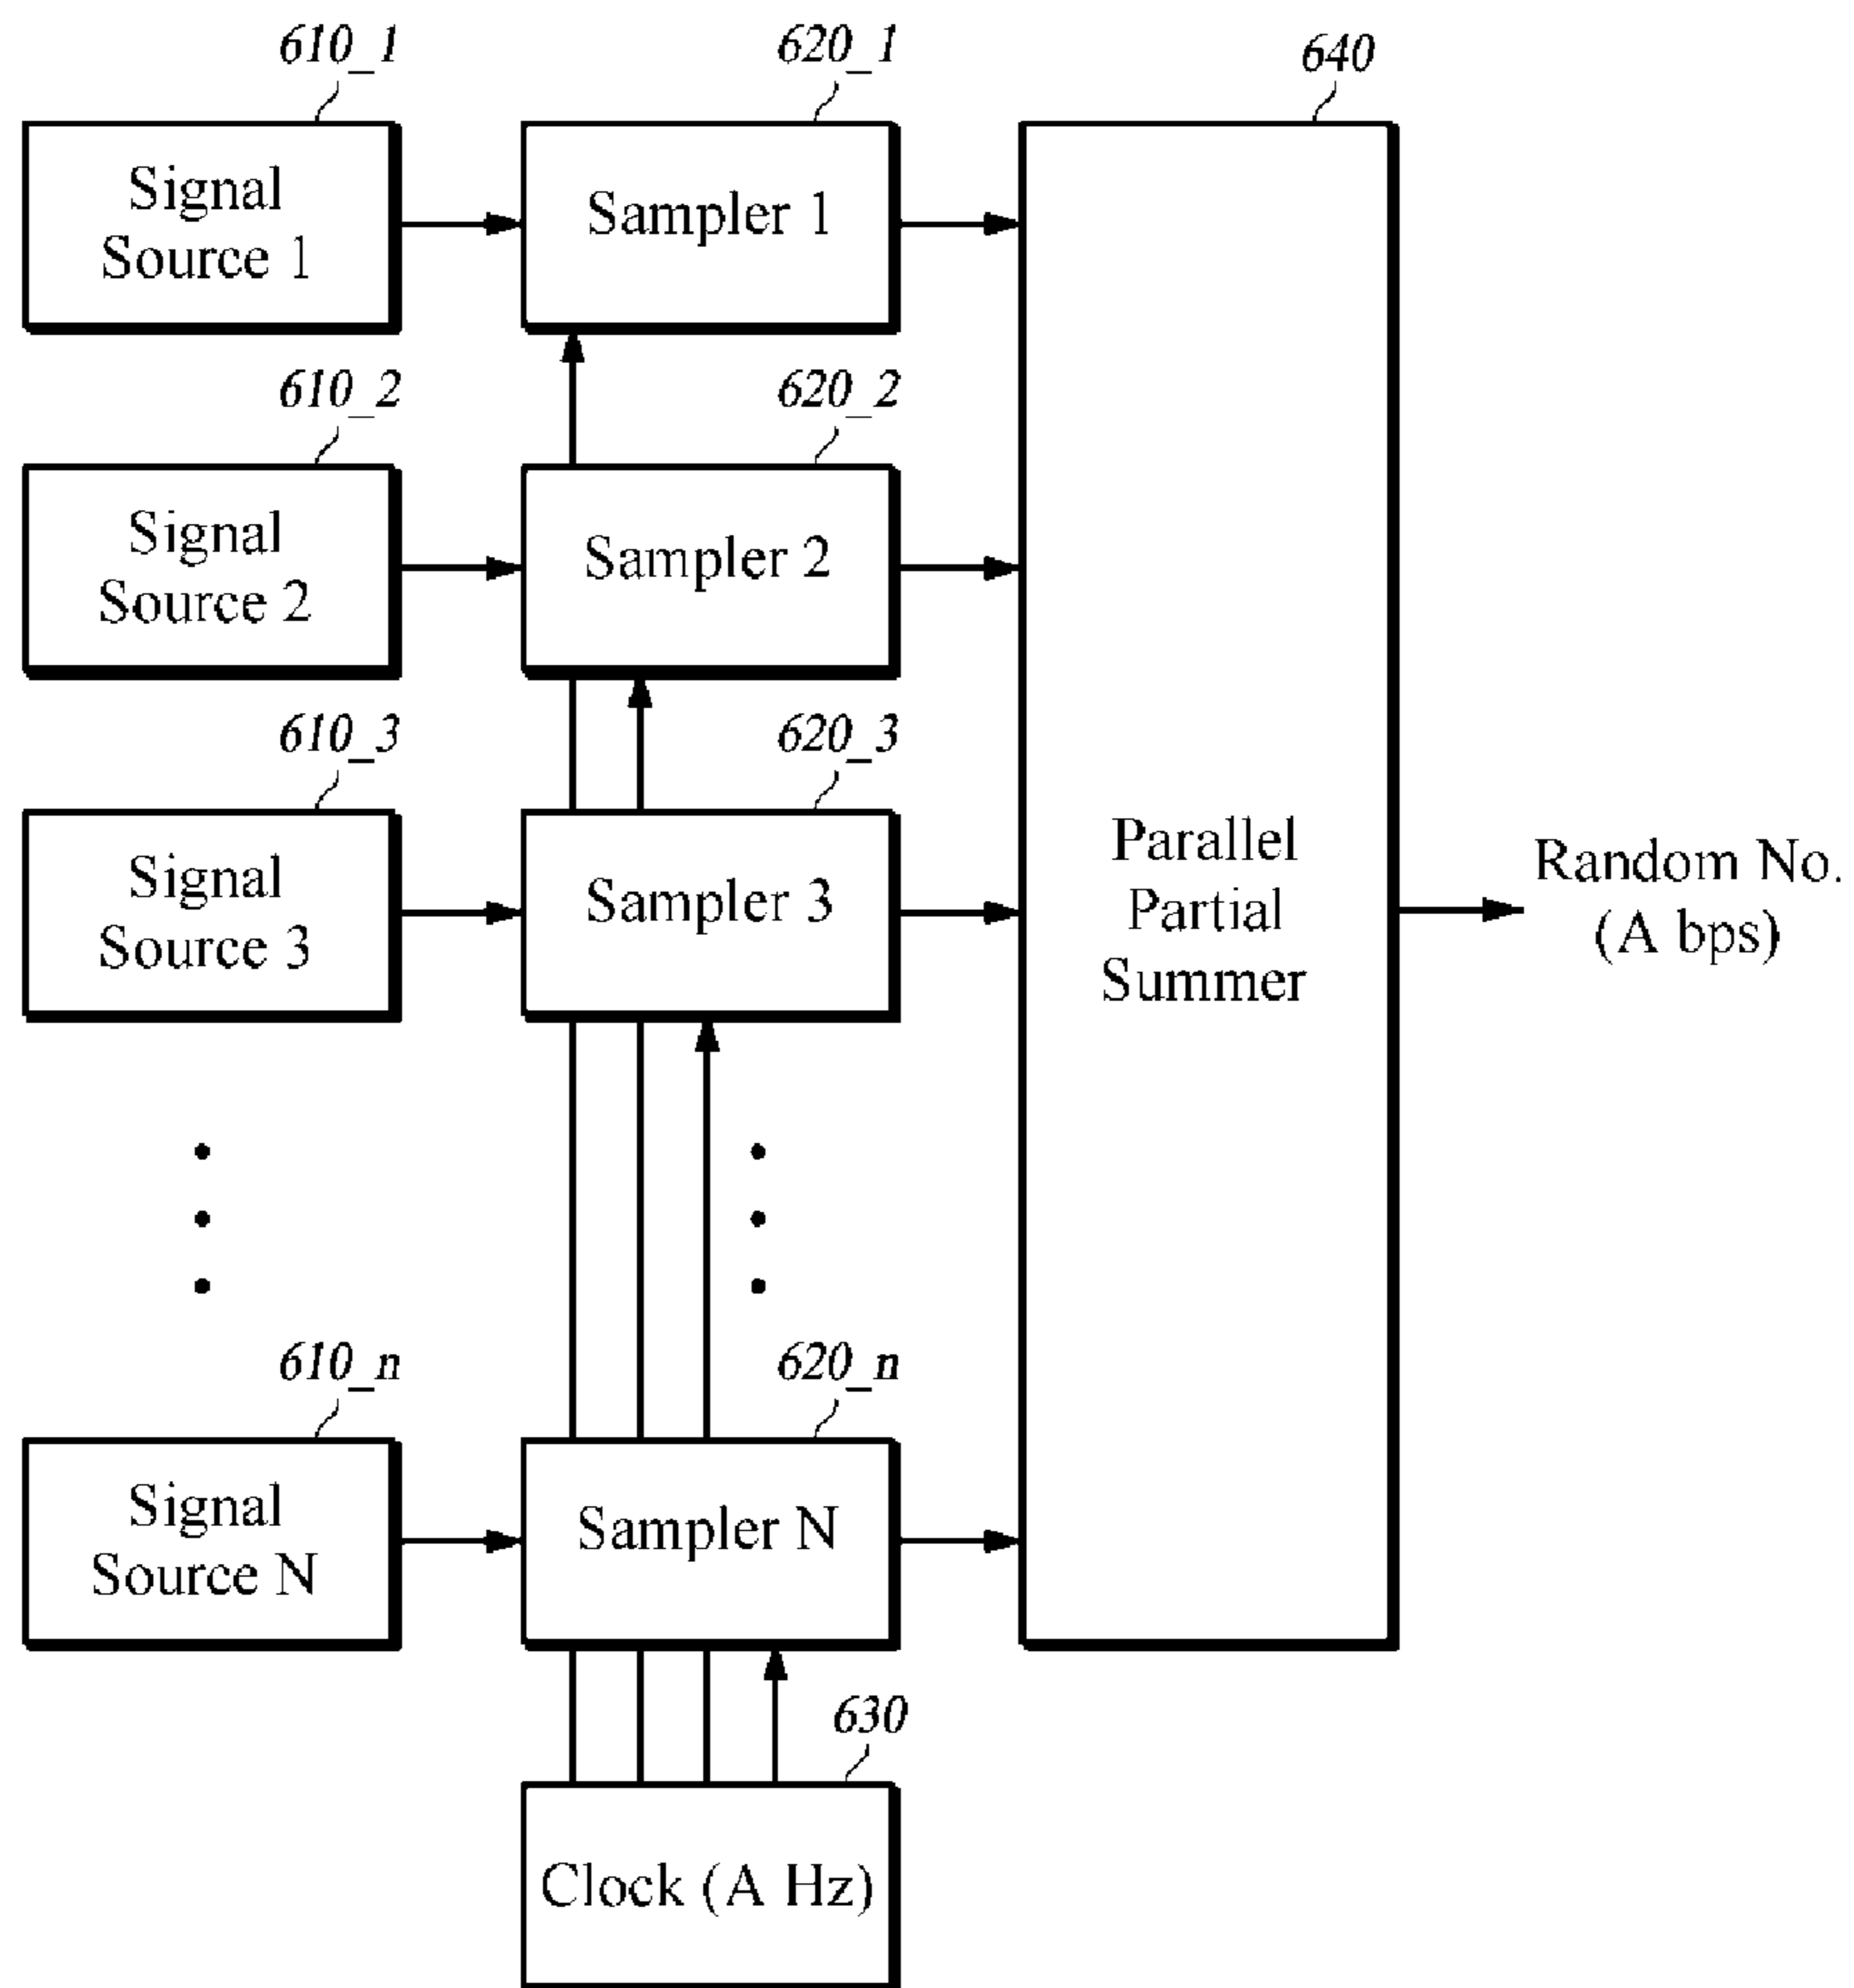 610_1
620_1
640
Signal
Source 1
Sampler 1
610_2
620_2
Signal
Source 2
Sampler 2
610_3
620_3
Signal
Source 3
Sampler 3
Parallel
Partial
Summer
Random No.
(A bps)
610_n
620_n
Signal
Source N
Sampler N
630
Clock (A Hz)